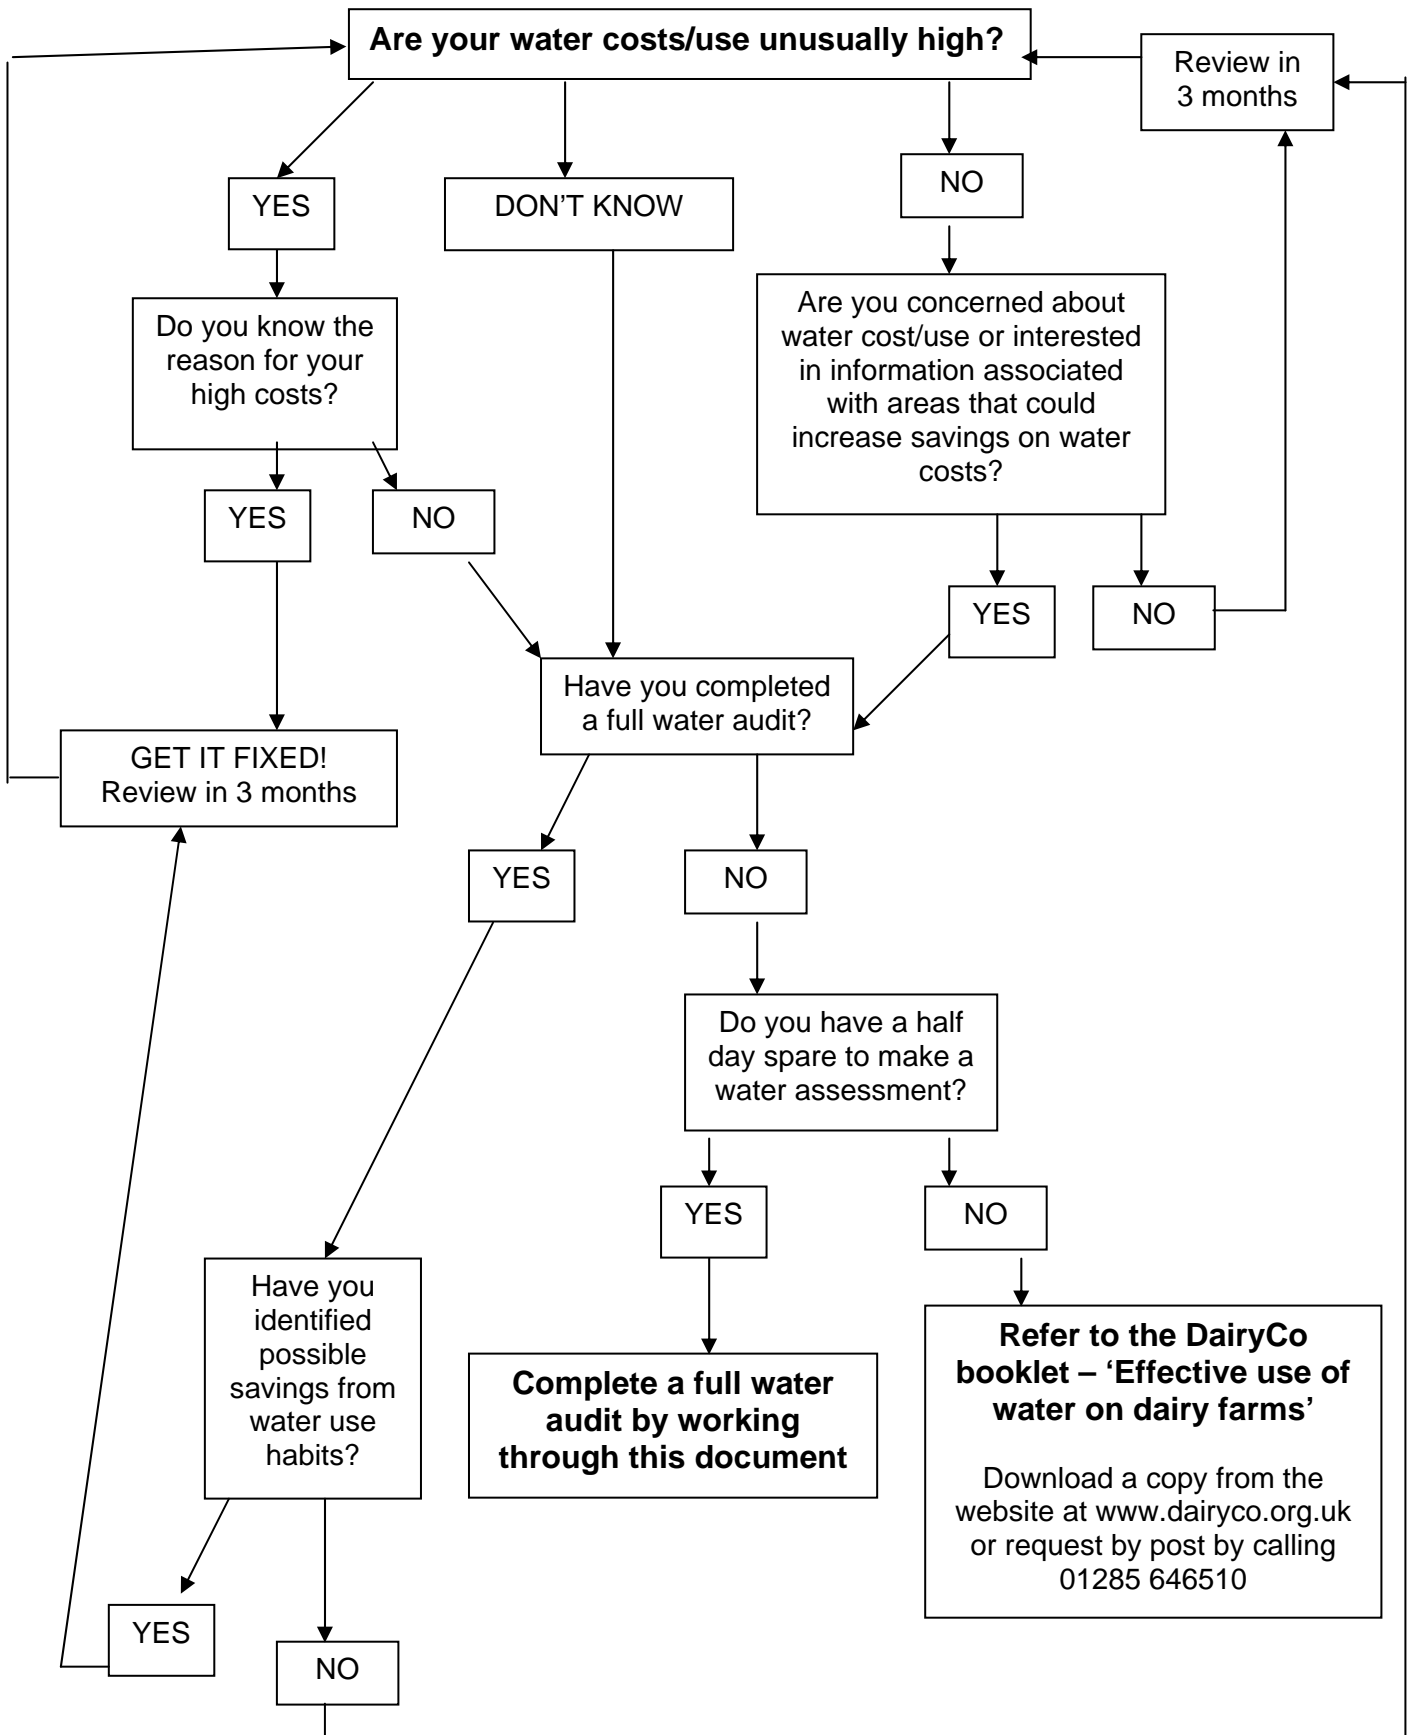 Are your water costs/use unusually high?
Review in
3 months
YES
DON'T KNOW
NO
Do you know the
reason for your
high costs?
Are you concerned about
water cost/use or interested
in information associated
with areas that could
increase savings on water
costs?
YES
NO
YES
NO
Have you completed
a full water audit?
GET IT FIXED!
Review in 3 months
YES
NO
Do you have a half
day spare to make a
water assessment?
YES
NO
Have you
identified
possible
savings from
water use
habits?
Complete a full water
audit by working
through this document
Refer to the DairyCo
booklet – ‘Effective use of
water on dairy farms’
Download a copy from the
website at www.dairyco.org.uk
or request by post by calling
01285 646510
YES
NO